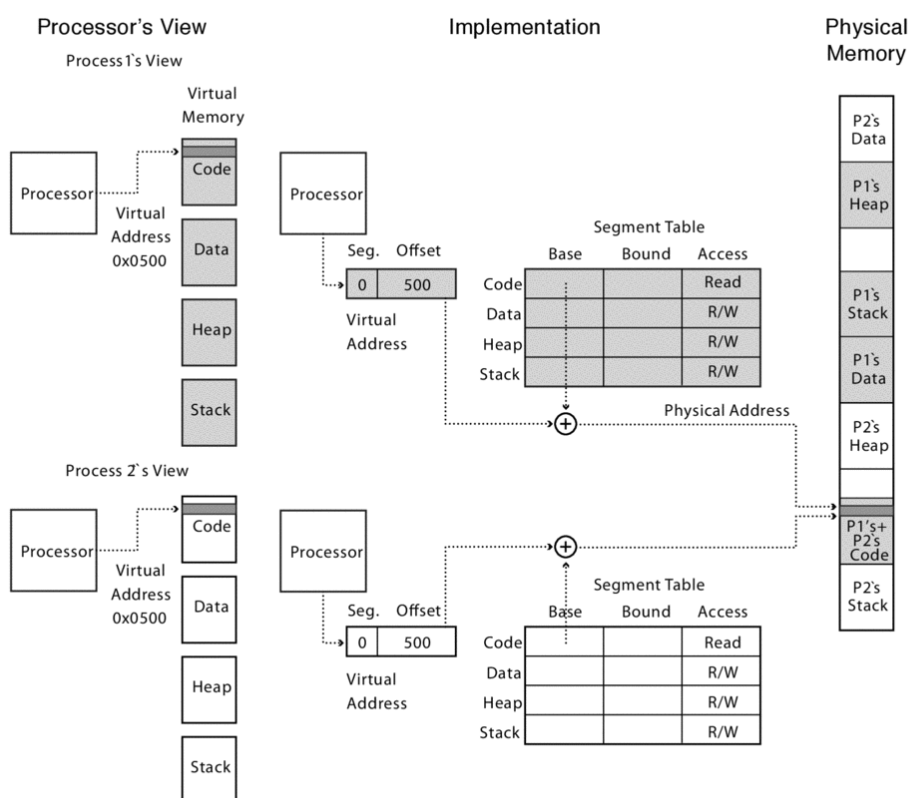 Processor's View
Implementation
Physical
Memory
Process 1`s View
Virtual
Memory
Processor
Code
Virtual
Address
0x0500
Data
Heap
Stack
Processor
Seg. Offset
0 500
Virtual
Address
Segment Table
Base Bound Access
Code Read
Data R/W
Heap R/W
Stack R/W
Physical Address
Process 2`s View
Processor
Code
Virtual
Address
0x0500
Data
Heap
Stack
Processor
Seg. Offset
0 500
Virtual
Address
Segment Table
Base Bound Access
Code Read
Data R/W
Heap R/W
Stack R/W
P2`s
Data
P1`s
Heap
P1`s
Stack
P1`s
Data
P2`s
Heap
P1's+
P2`s
Code
P2`s
Stack